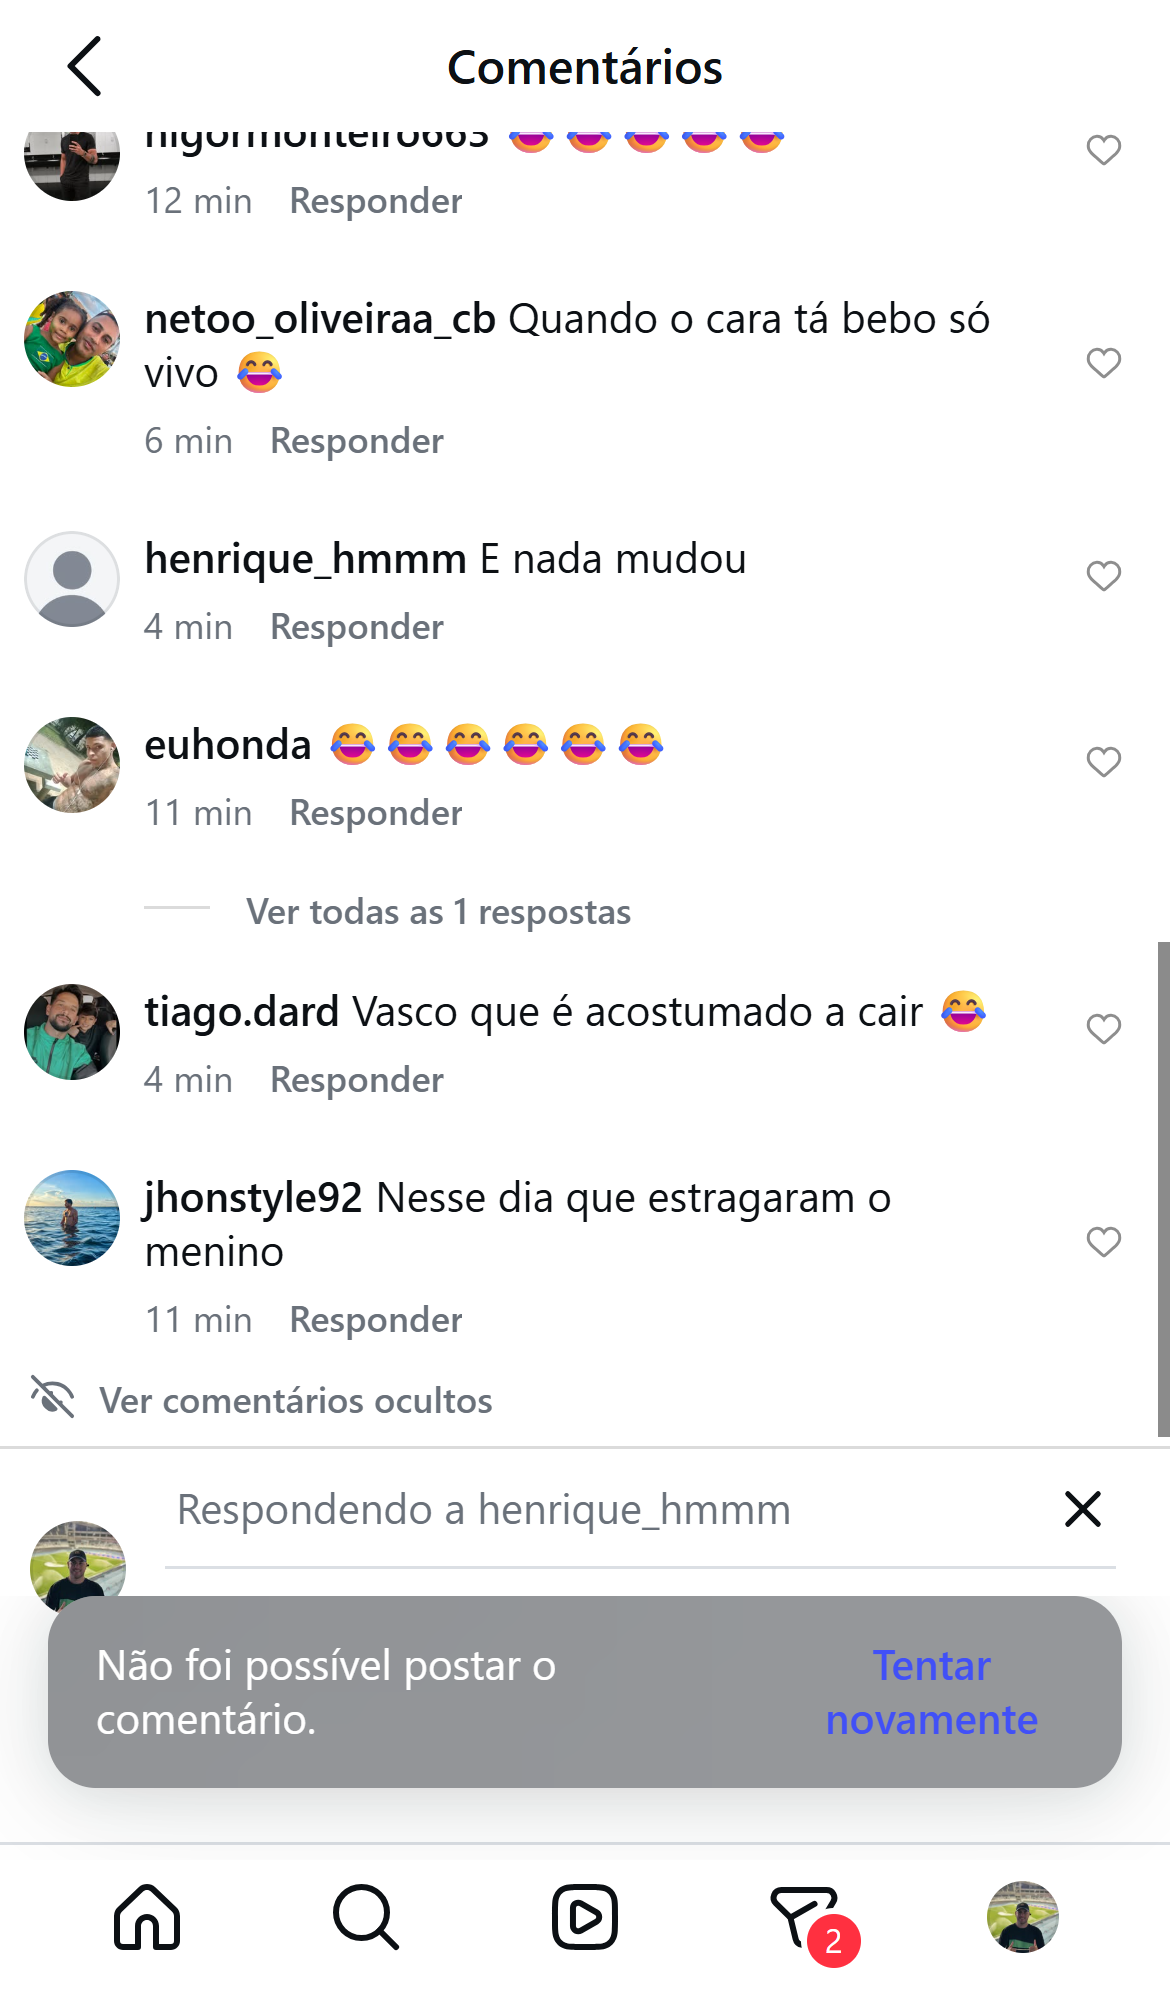 Comentários
nigormonteiro663 😂😂😂😂😂
12 min Responder
netoo_oliveiraa_cb Quando o cara tá bebo só
vivo 😂
6 min Responder
henrique_hmmm E nada mudou
4 min Responder
euhonda 😂😂😂😂😂😂
11 min Responder
Ver todas as 1 respostas
tiago.dard Vasco que é acostumado a cair 😂
4 min Responder
jhonstyle92 Nesse dia que estragaram o
menino
11 min Responder
Ver comentários ocultos
Respondendo a henrique_hmmm
Não foi possível postar o
comentário.
Tentar
novamente
2